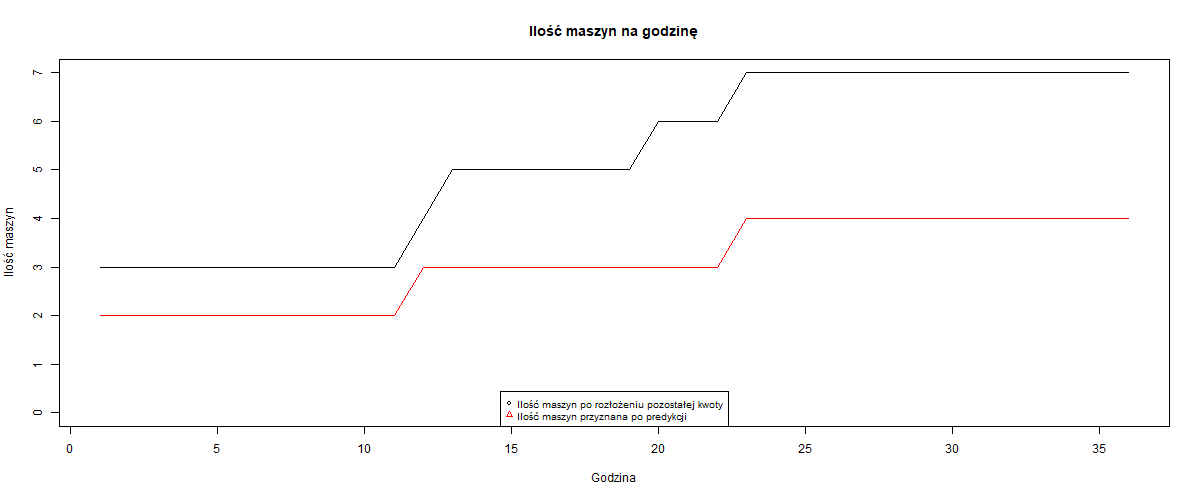 Ilość maszyn na godzinę
Ilość maszyn
7
6
5
4
3
2
1
0
Ilość maszyn po rozłożeniu pozostałej kwoty
Ilość maszyn przyznana po predykcji
0 5 10 15 20 25 30 35
Godzina